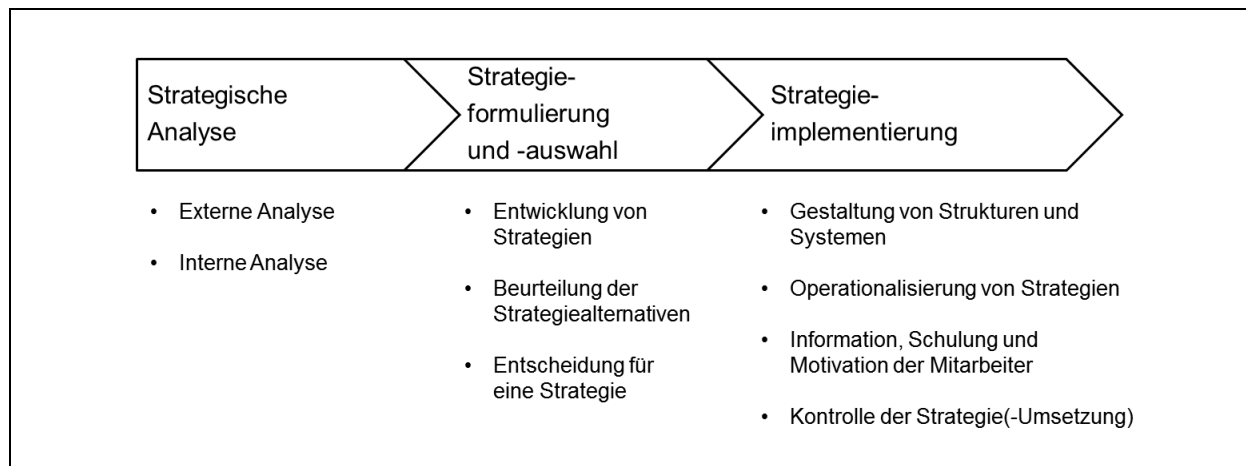 Strategische
Analyse
Strategie-
formulierung
und -auswahl
Strategie-
implementierung
• Externe Analyse
• Interne Analyse
• Entwicklung von
Strategien
• Beurteilung der
Strategiealternativen
• Entscheidung für
eine Strategie
• Gestaltung von Strukturen und
Systemen
• Operationalisierung von Strategien
• Information, Schulung und
Motivation der Mitarbeiter
• Kontrolle der Strategie(-Umsetzung)